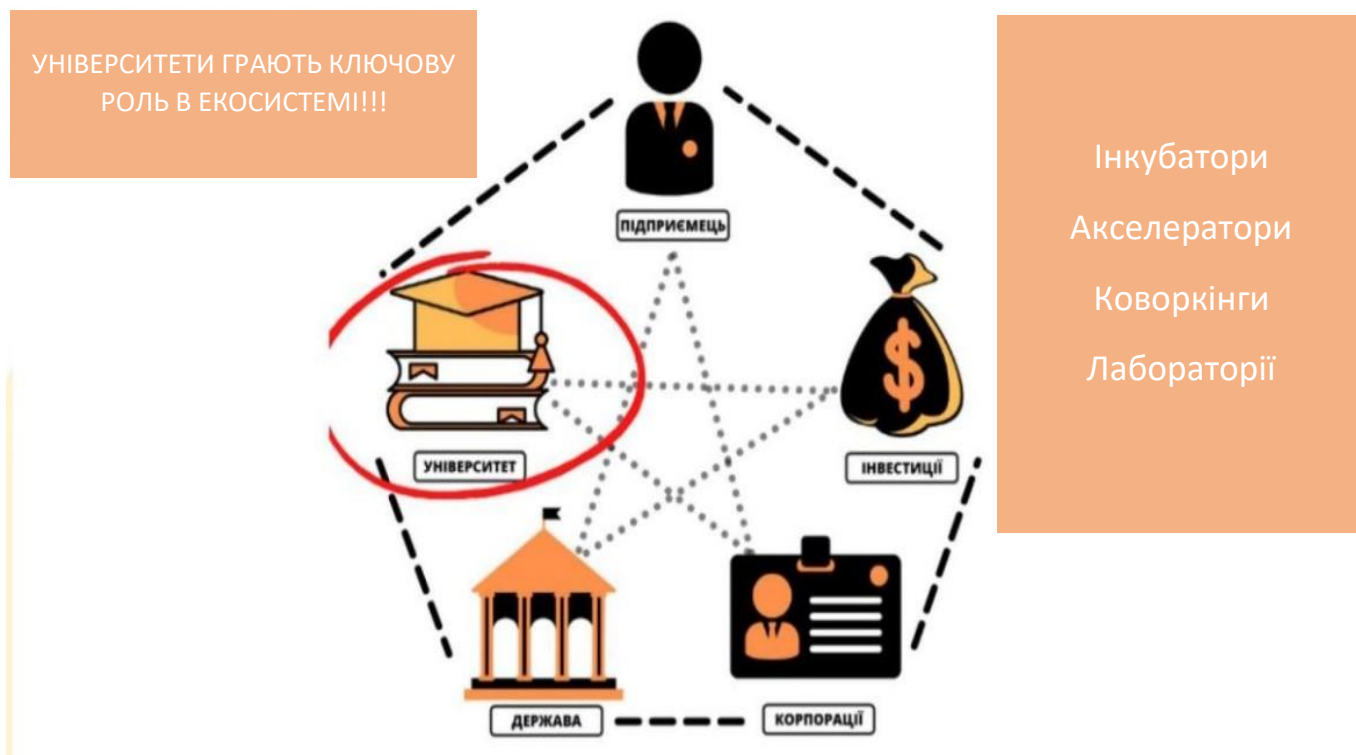 УНІВЕРСИТЕТИ ГРАЮТЬ КЛЮЧОВУ
РОЛЬ В ЕКОСИСТЕМІ!!!
Інкубатори
Акселератори
Коворкінги
Лабораторії
ПІДПРИЄМЕЦЬ
УНІВЕРСИТЕТ
$
ІНВЕСТИЦІЇ
ДЕРЖАВА
КОРПОРАЦІЇ